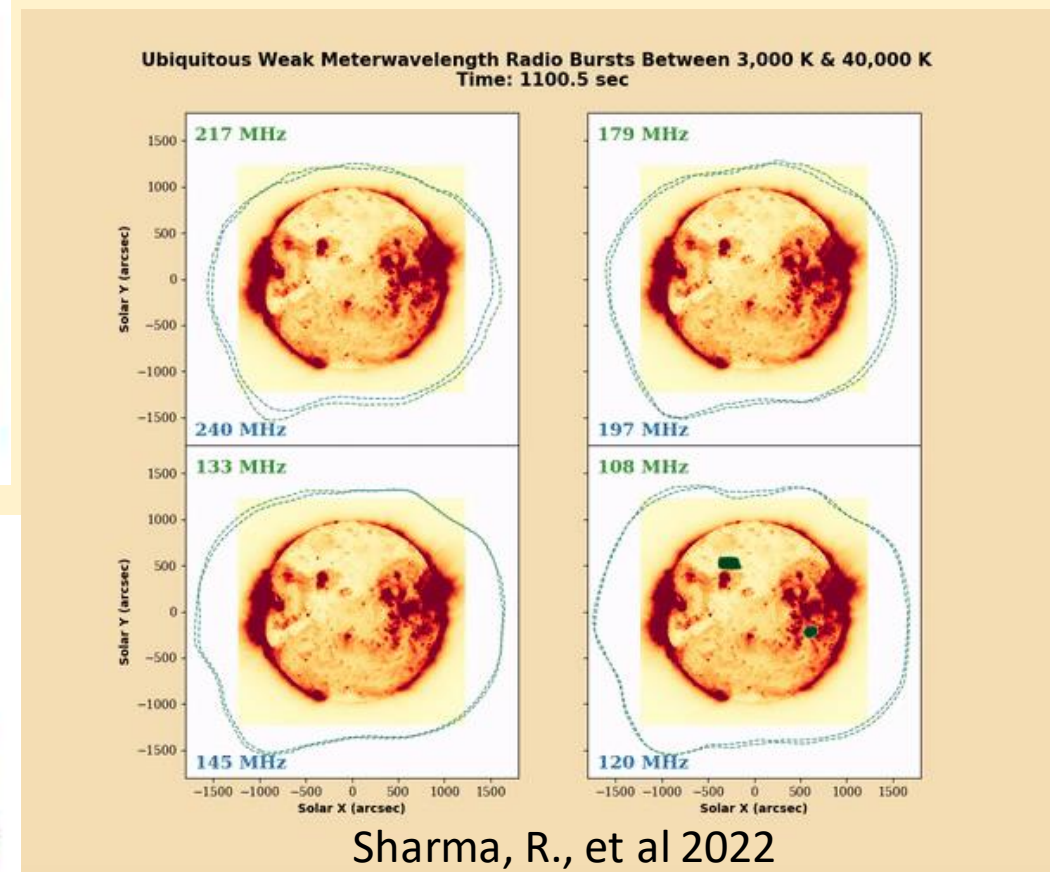 Ubiquitous Weak Meterwavelength Radio Bursts Between 3,000 K & 40,000 K
Time: 1100.5 sec
217 MHz
179 MHz
1500
1000
500
0
−500
−1000
−1500
Solar Y (arcsec)
240 MHz
197 MHz
133 MHz
108 MHz
1500
1000
500
0
−500
−1000
−1500
Solar Y (arcsec)
145 MHz
120 MHz
−1500 −1000 −500 0 500 1000 1500
−1500 −1000 −500 0 500 1000 1500
Solar X (arcsec)
Solar X (arcsec)
Sharma, R., et al 2022